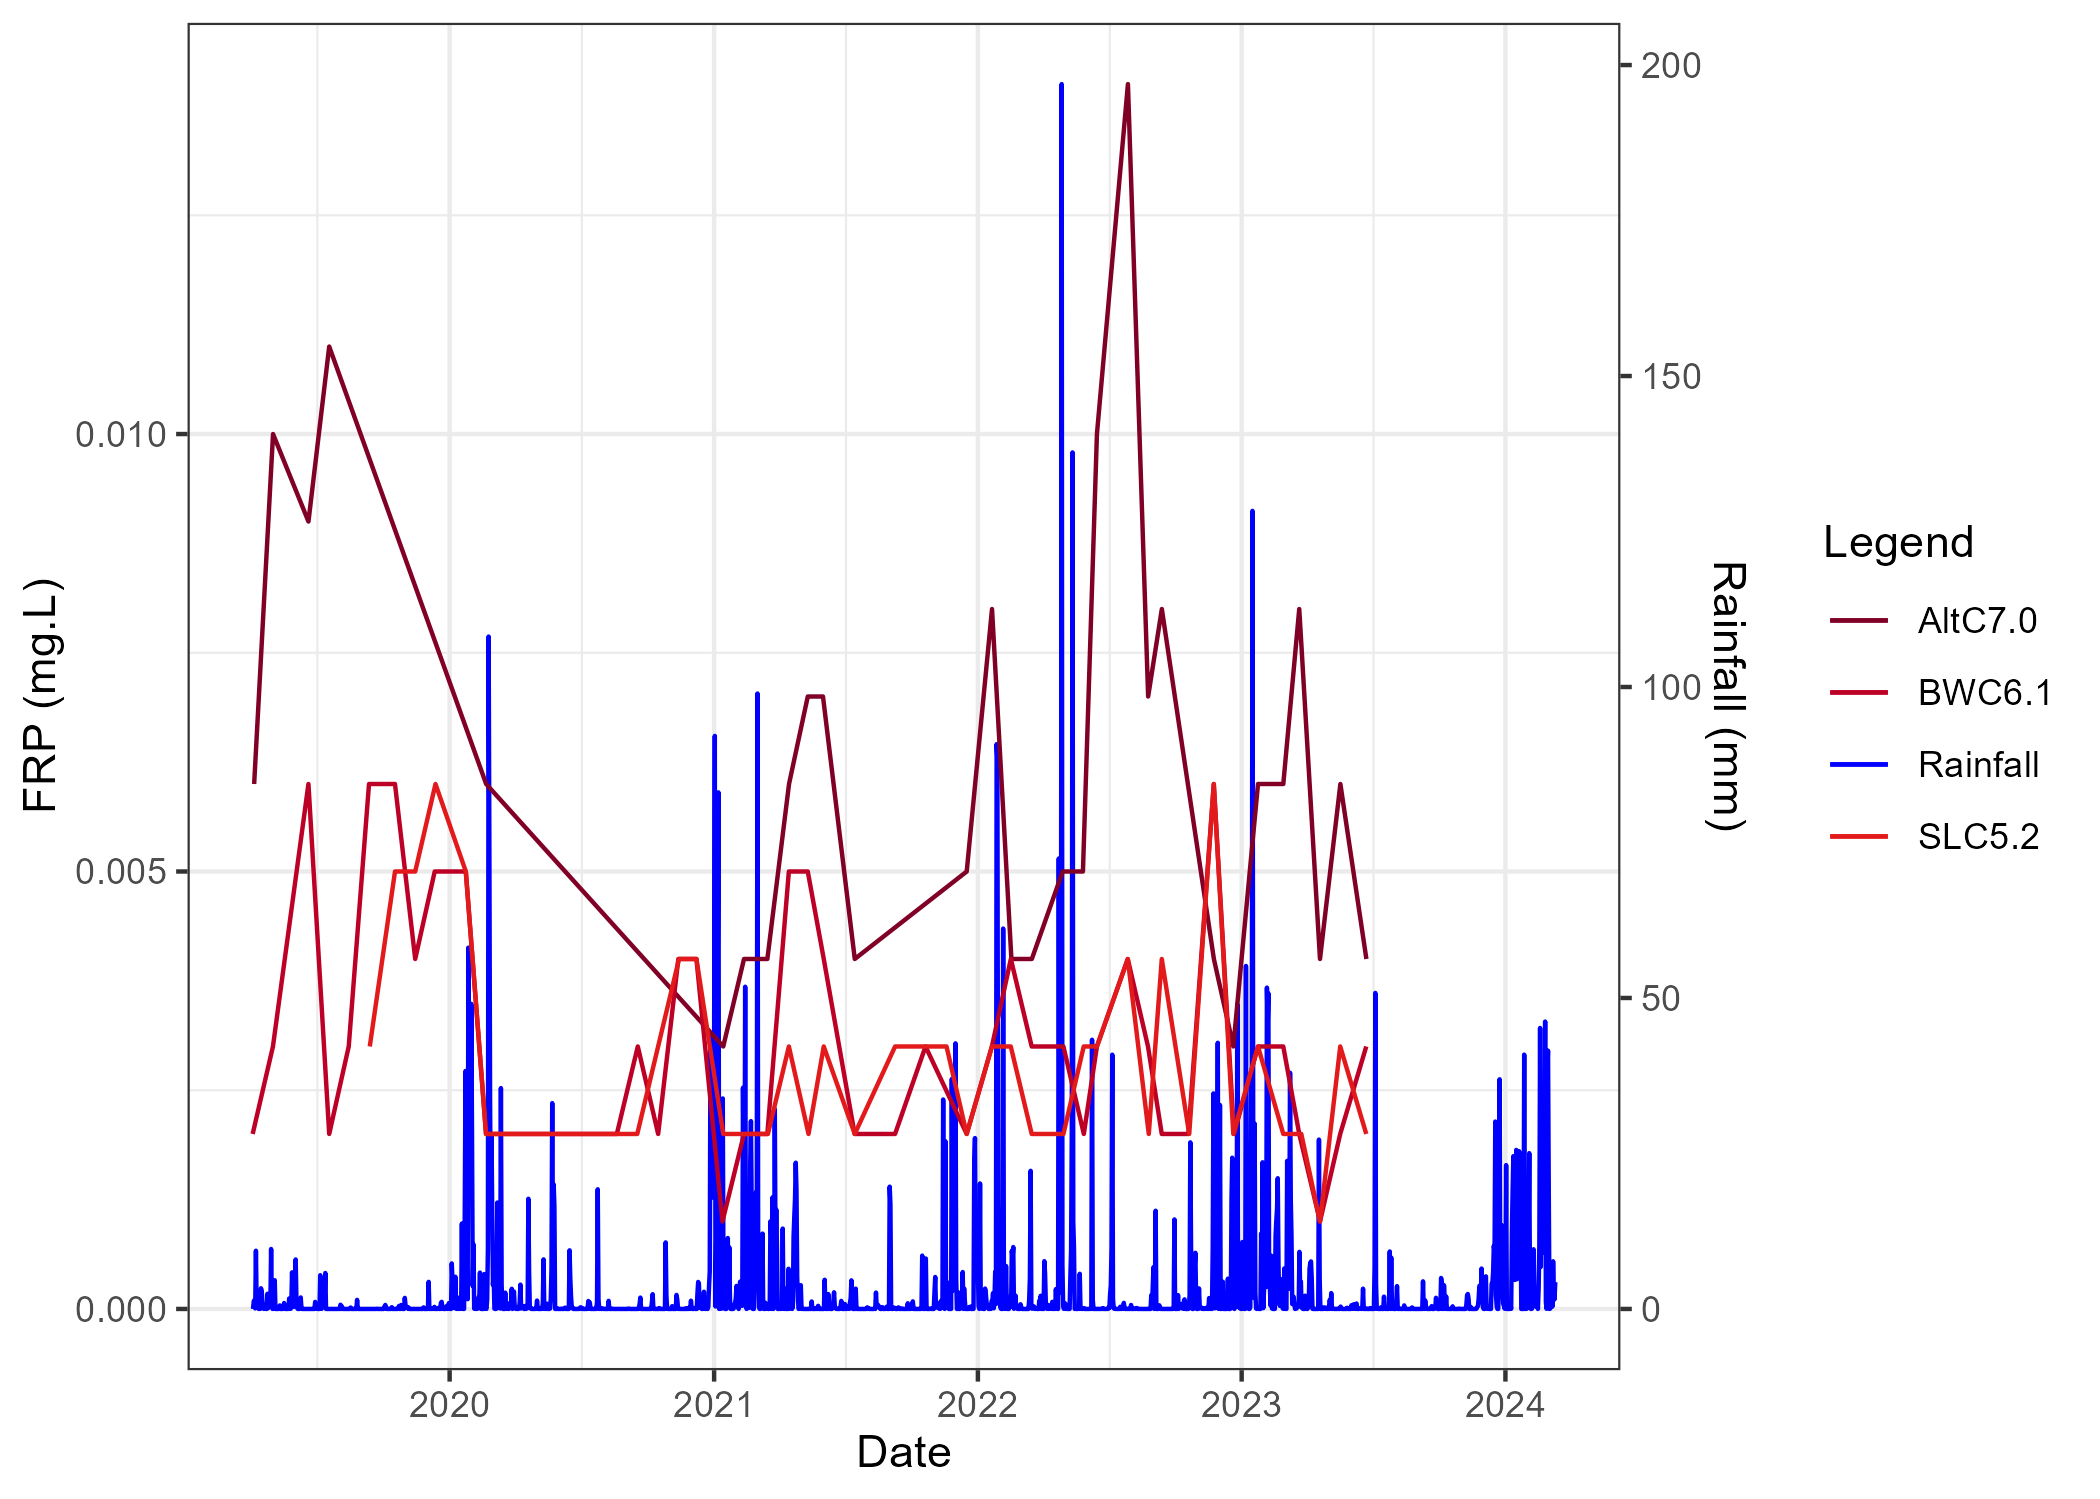 FRP (mg.L)
0.010
0.005
0.000
200
150
100
50
0
Rainfall (mm)
2020
2021
2022
2023
2024
Date
Legend
AltC7.0
BWC6.1
Rainfall
SLC5.2